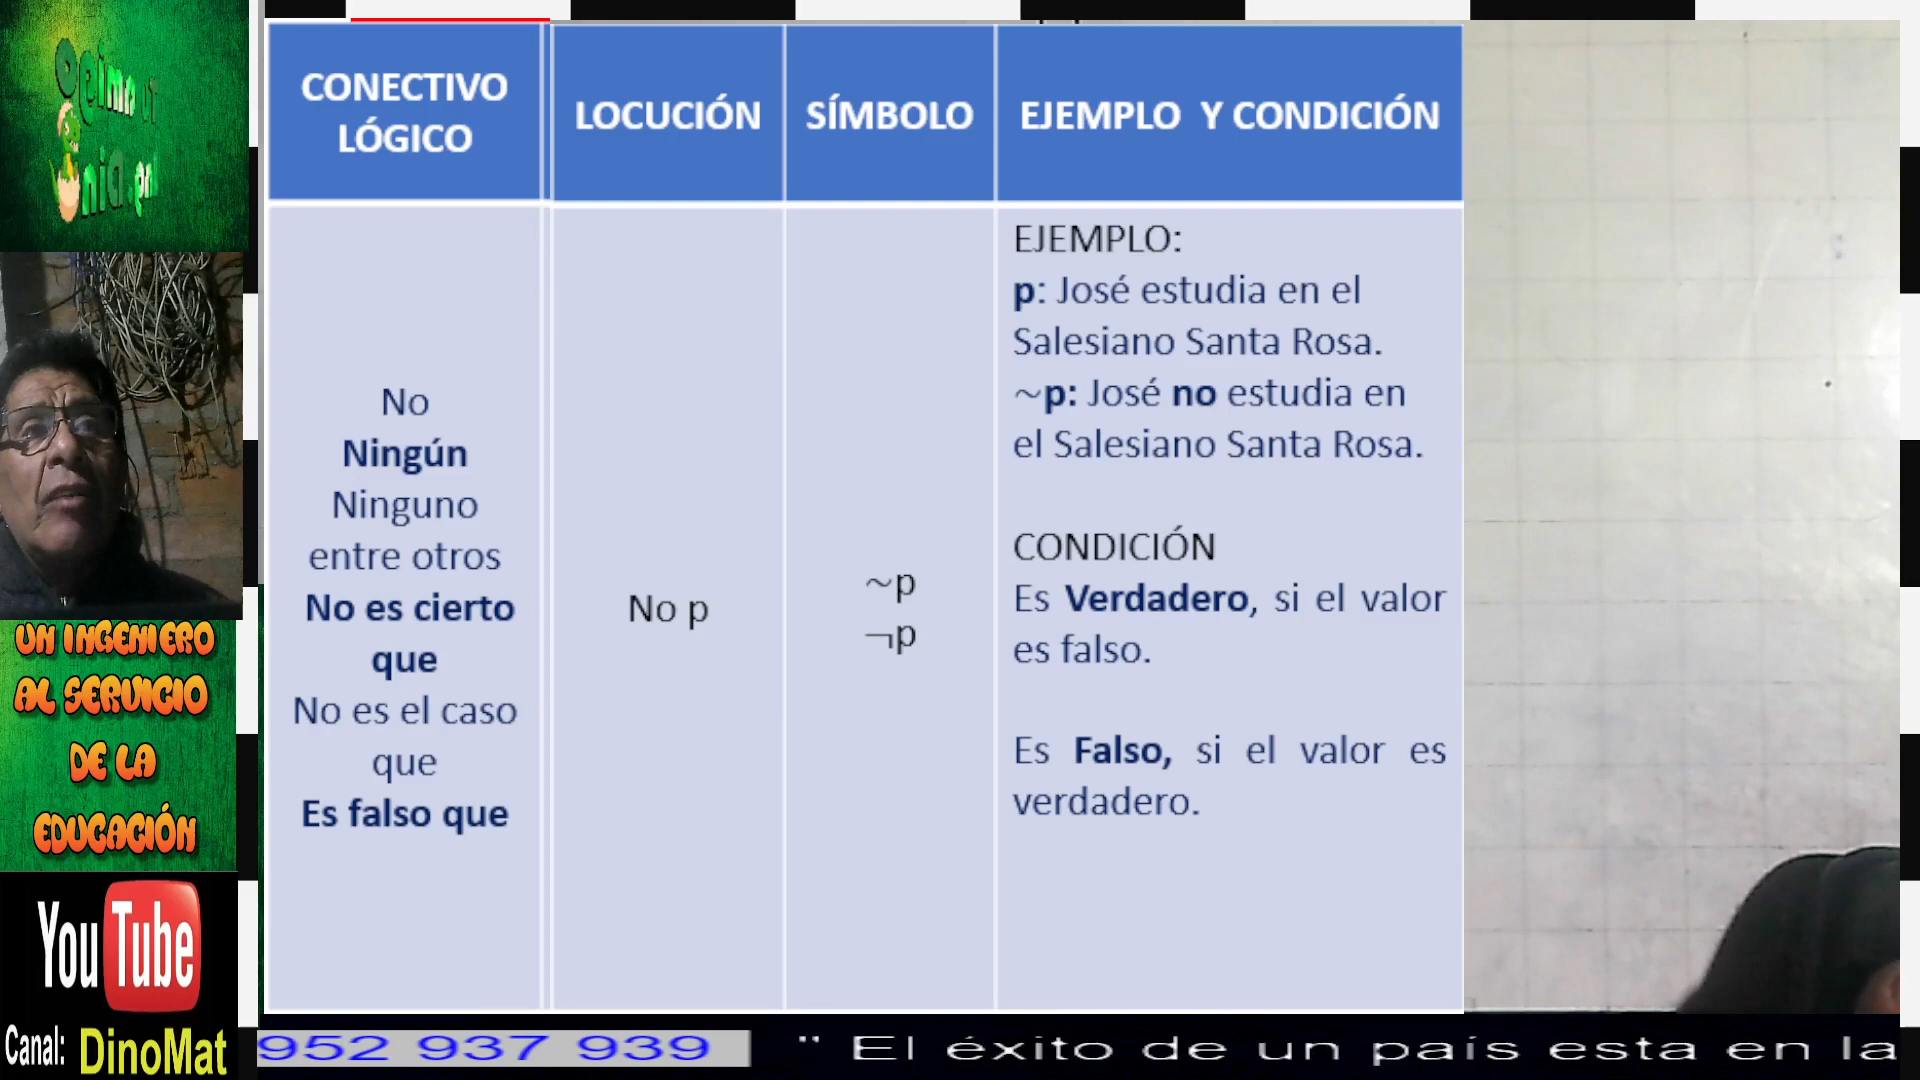 CONECTIVO
LÓGICO
LOCUCIÓN
SÍMBOLO
EJEMPLO Y CONDICIÓN
No
Ningún
Ninguno
entre otros
No es cierto
que
No es el caso
que
Es falso que
No p
~p
¬p
EJEMPLO:
p: José estudia en el
Salesiano Santa Rosa.
~p: José no estudia en
el Salesiano Santa Rosa.
CONDICIÓN
Es Verdadero, si el valor
es falso.
Es Falso, si el valor es
verdadero.
UN INGENIERO
AL SERVICIO
DE LA
EDUCACIÓN
YouTube
Canal: DinoMat
952 937 939 " El éxito de un país esta en la